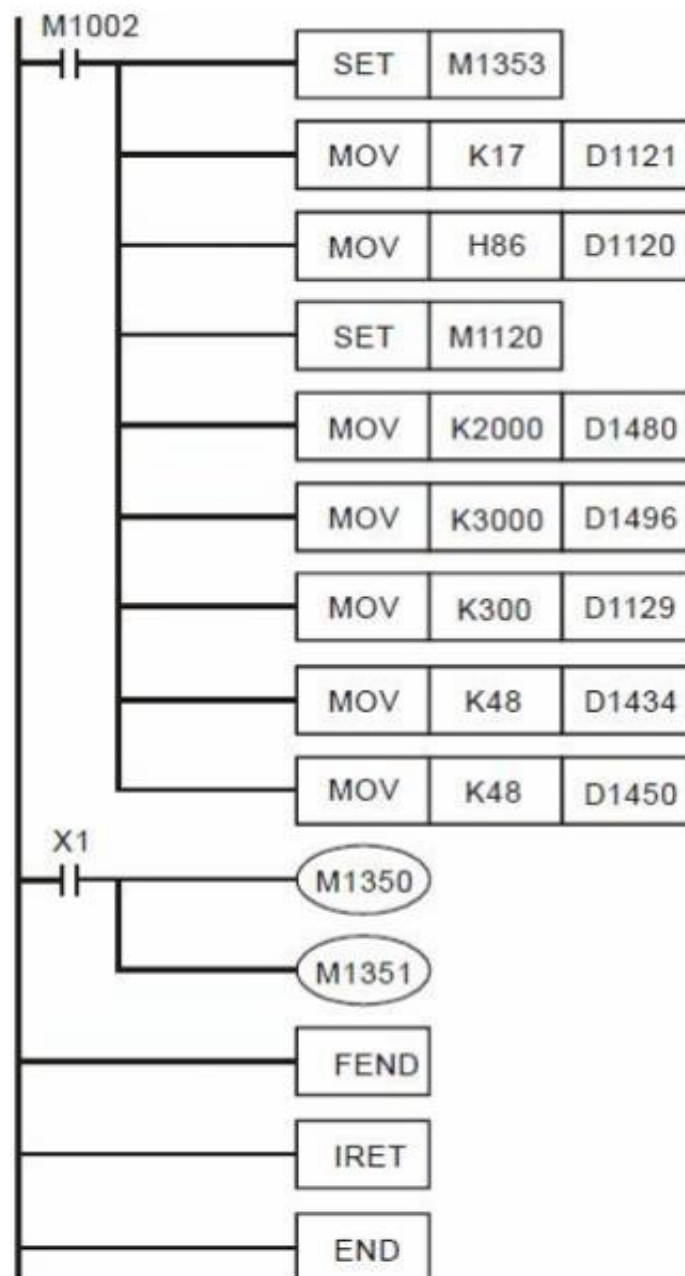 M1002
SET M1353
MOV K17 D1121
MOV H86 D1120
SET M1120
MOV K2000 D1480
MOV K3000 D1496
MOV K300 D1129
MOV K48 D1434
MOV K48 D1450
X1
M1350
M1351
FEND
IRET
END